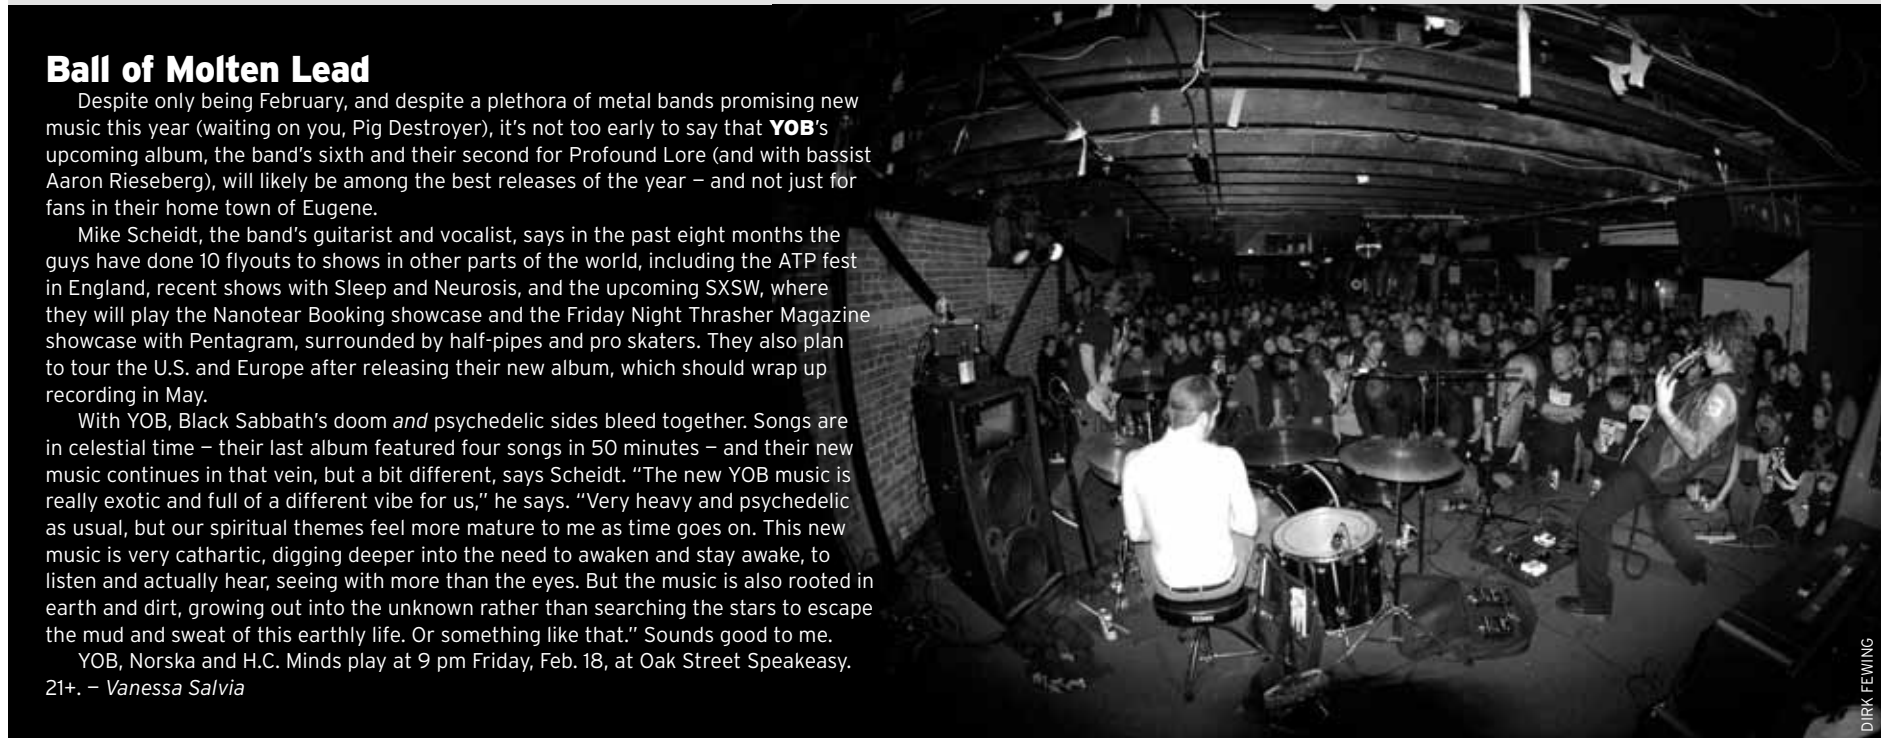 Ball of Molten Lead
Despite only being February, and despite a plethora of metal bands promising new
music this year (waiting on you, Pig Destroyer), it's not too early to say that YOB's
upcoming album, the band's sixth and their second for Profound Lore (and with bassist
Aaron Rieseberg), will likely be among the best releases of the year – and not just for
fans in their home town of Eugene.
Mike Scheidt, the band's guitarist and vocalist, says in the past eight months the
guys have done 10 flyouts to shows in other parts of the world, including the ATP fest
in England, recent shows with Sleep and Neurosis, and the upcoming SXSW, where
they will play the Nanotear Booking showcase and the Friday Night Thrasher Magazine
showcase with Pentagram, surrounded by half-pipes and pro skaters. They also plan
to tour the U.S. and Europe after releasing their new album, which should wrap up
recording in May.
With YOB, Black Sabbath's doom and psychedelic sides bleed together. Songs are
in celestial time – their last album featured four songs in 50 minutes – and their new
music continues in that vein, but a bit different, says Scheidt. “The new YOB music is
really exotic and full of a different vibe for us,” he says. “Very heavy and psychedelic
as usual, but our spiritual themes feel more mature to me as time goes on. This new
music is very cathartic, digging deeper into the need to awaken and stay awake, to
listen and actually hear, seeing with more than the eyes. But the music is also rooted in
earth and dirt, growing out into the unknown rather than searching the stars to escape
the mud and sweat of this earthly life. Or something like that.” Sounds good to me.
YOB, Norska and H.C. Minds play at 9 pm Friday, Feb. 18, at Oak Street Speakeasy.
21+. – Vanessa Salvia
DIRK FEWING